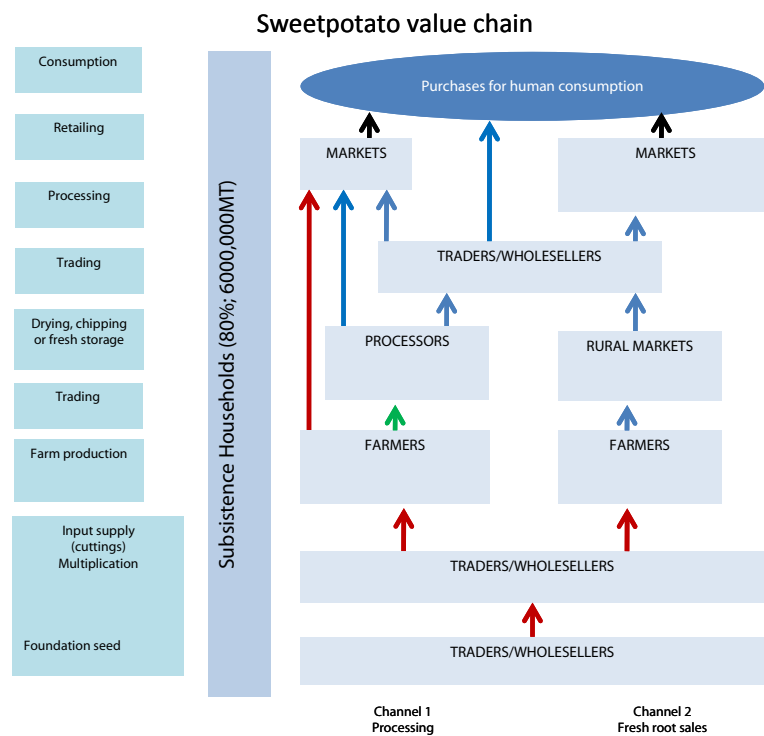 Sweetpotato value chain
Consumption
Retailing
Processing
Trading
Drying, chipping
or fresh storage
Trading
Farm production
Input supply
(cuttings)
Multiplication
Foundation seed
Subsistence Households (80%; 6000,000MT)
Purchases for human consumption
MARKETS
MARKETS
TRADERS/WHOLESELLERS
PROCESSORS
RURAL MARKETS
FARMERS
FARMERS
TRADERS/WHOLESELLERS
TRADERS/WHOLESELLERS
Channel 1
Processing
Channel 2
Fresh root sales